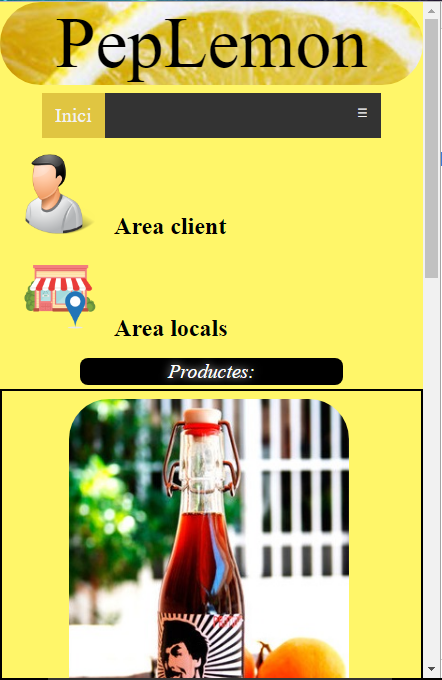 PepLemon
Inici
☰
Area client
Area locals
Productes: